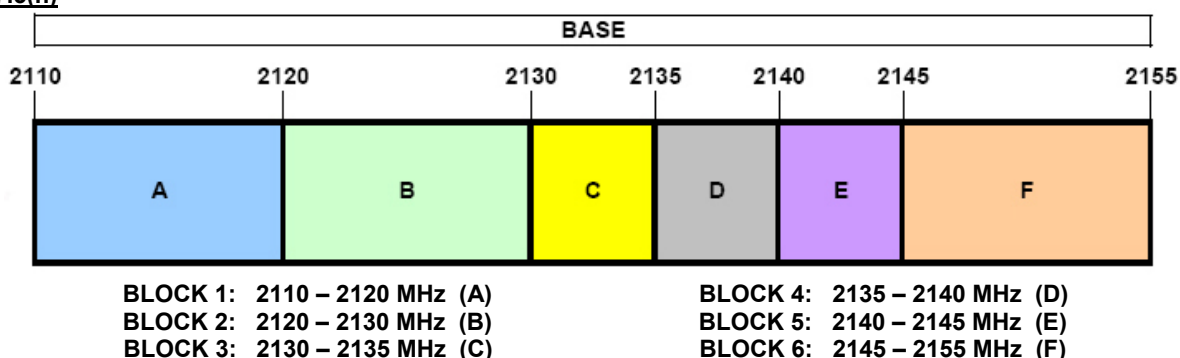 BASE
2110 2120 2130 2135 2140 2145 2155
A B C D E F
BLOCK 1: 2110 – 2120 MHz (A)
BLOCK 2: 2120 – 2130 MHz (B)
BLOCK 3: 2130 – 2135 MHz (C)
BLOCK 4: 2135 – 2140 MHz (D)
BLOCK 5: 2140 – 2145 MHz (E)
BLOCK 6: 2145 – 2155 MHz (F)